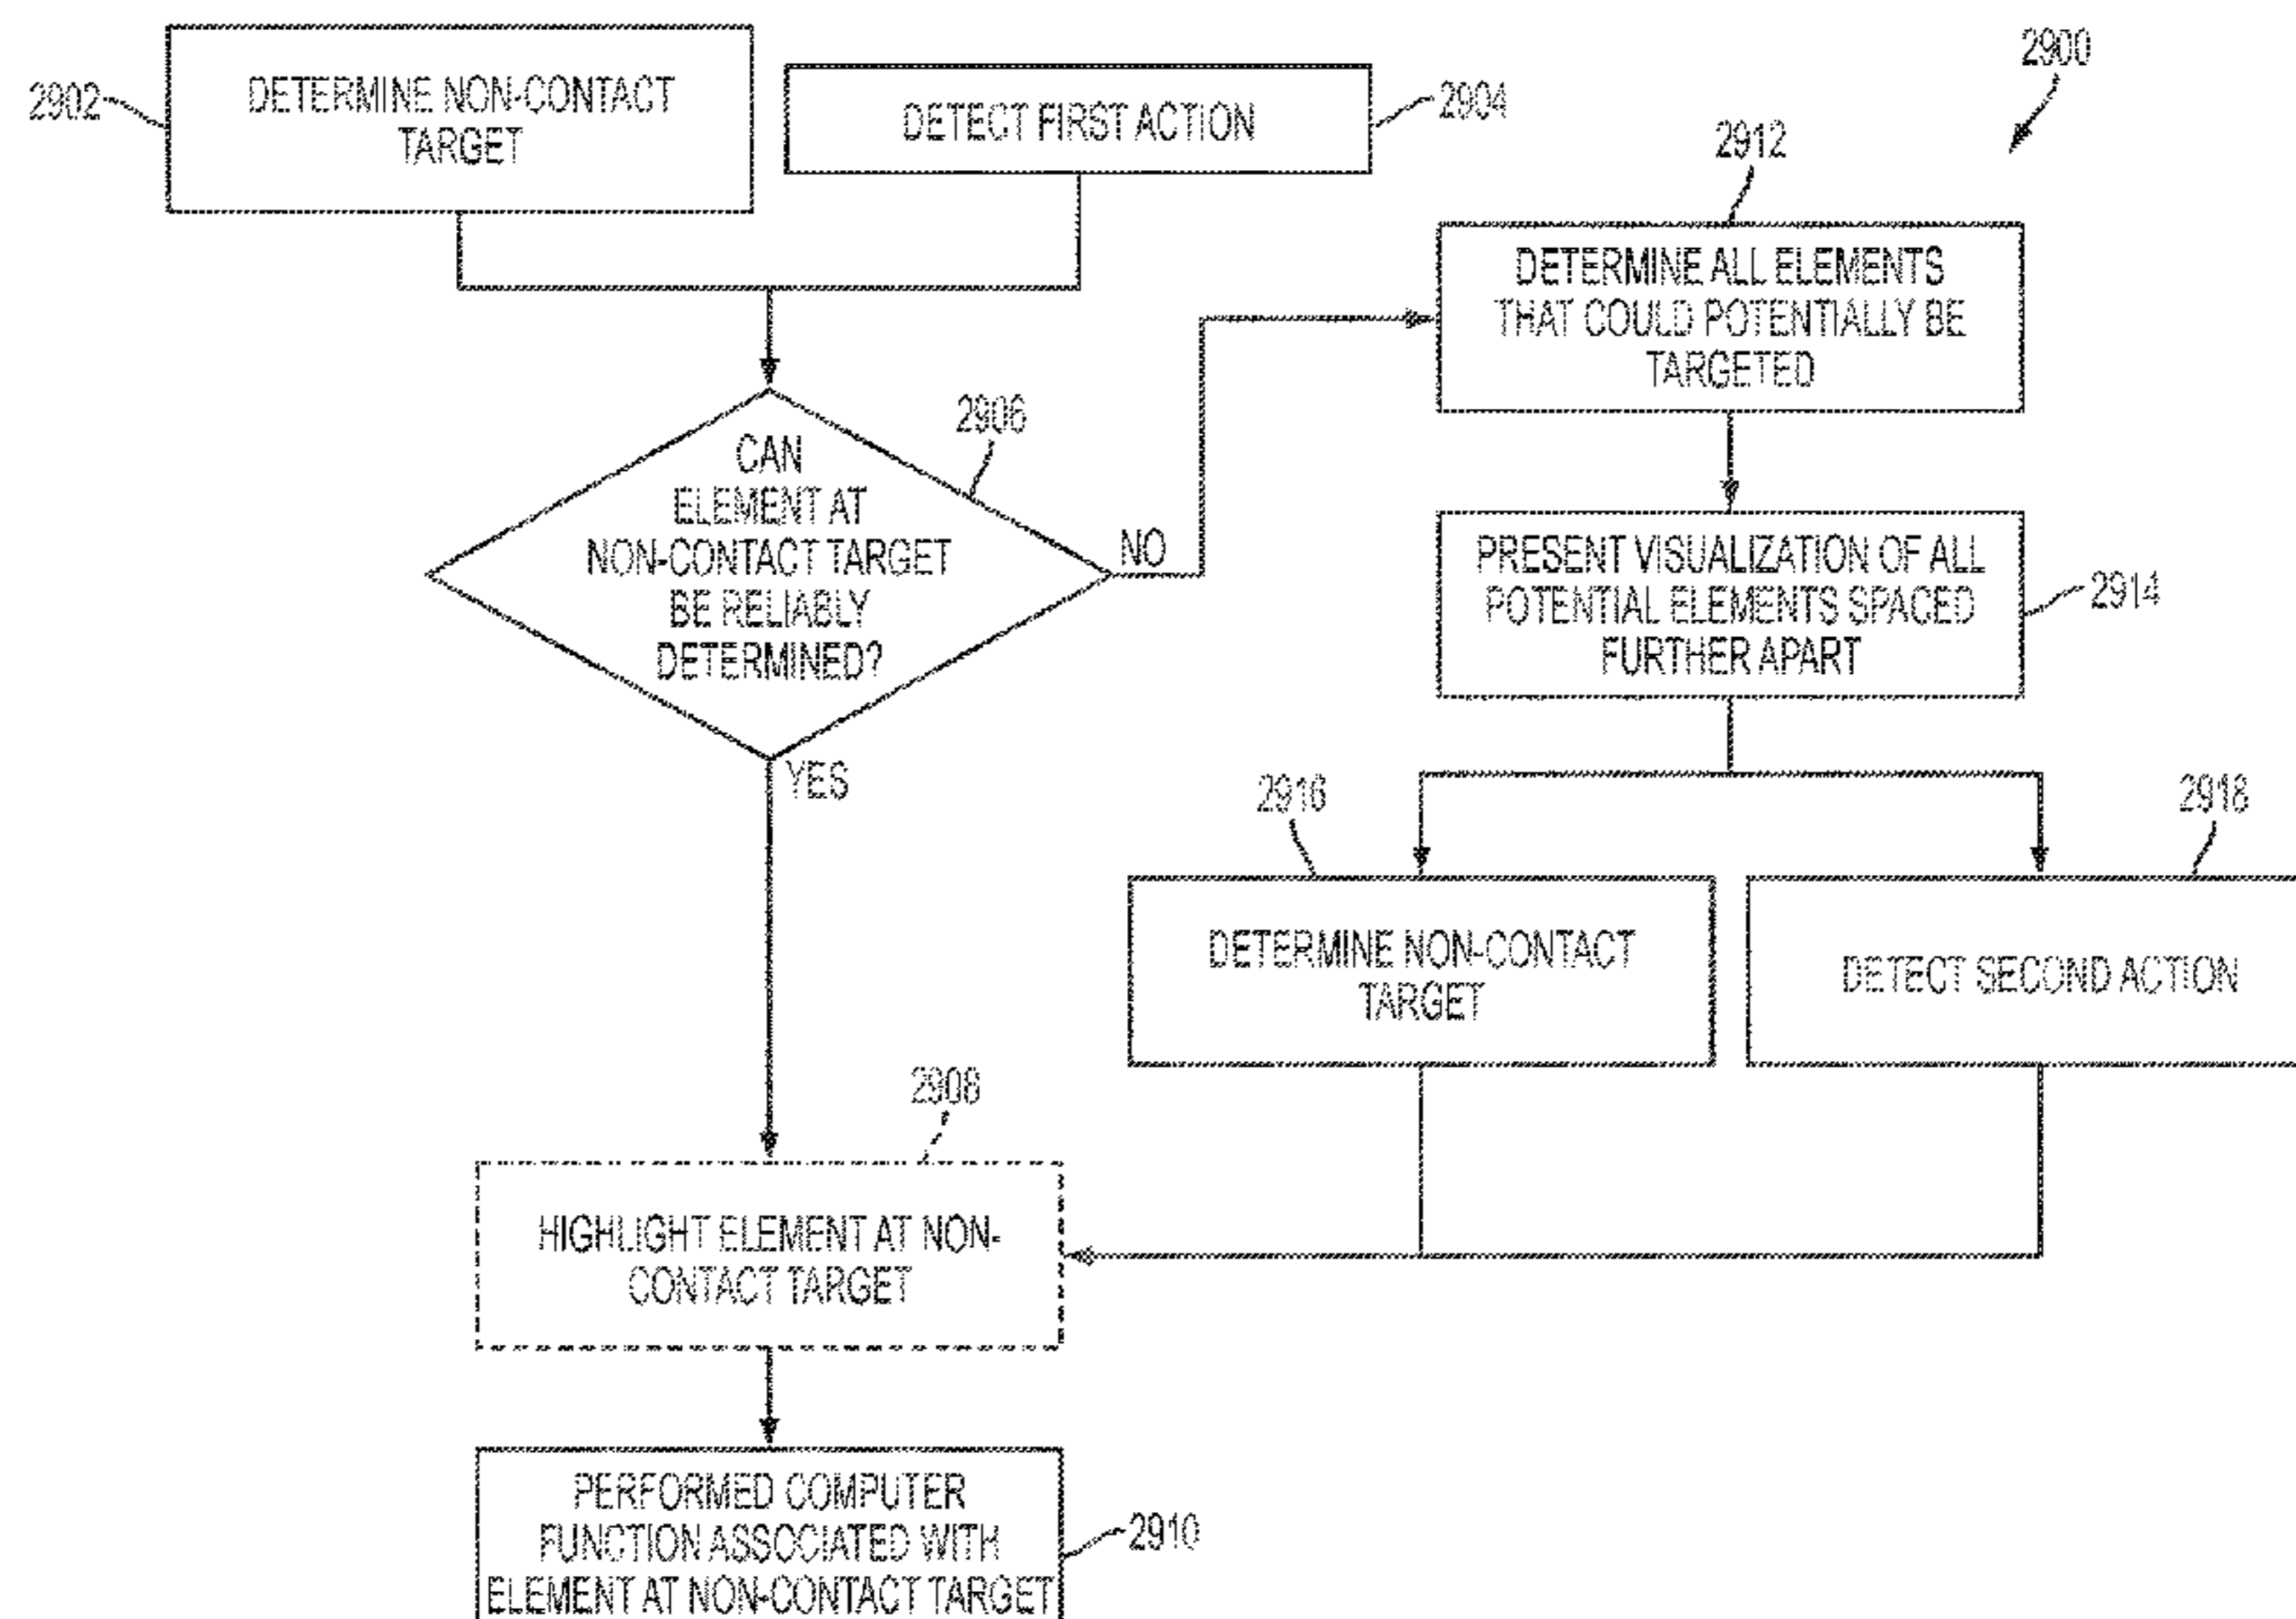 2900
2902
DETERMINE NON-CONTACT
TARGET
DETECT FIRST ACTION
2904
2912
DETERMINE ALL ELEMENTS
THAT COULD POTENTIALLY BE
TARGETED
2906
CAN
ELEMENT AT
NON-CONTACT TARGET
BE RELIABLY
DETERMINED?
NO
YES
PRESENT VISUALIZATION OF ALL
POTENTIAL ELEMENTS SPACED
FURTHER APART
2914
2916
DETERMINE NON-CONTACT
TARGET
2918
DETECT SECOND ACTION
2908
HIGHLIGHT ELEMENT AT NON-
CONTACT TARGET
PERFORMED COMPUTER
FUNCTION ASSOCIATED WITH
ELEMENT AT NON-CONTACT TARGET
2910